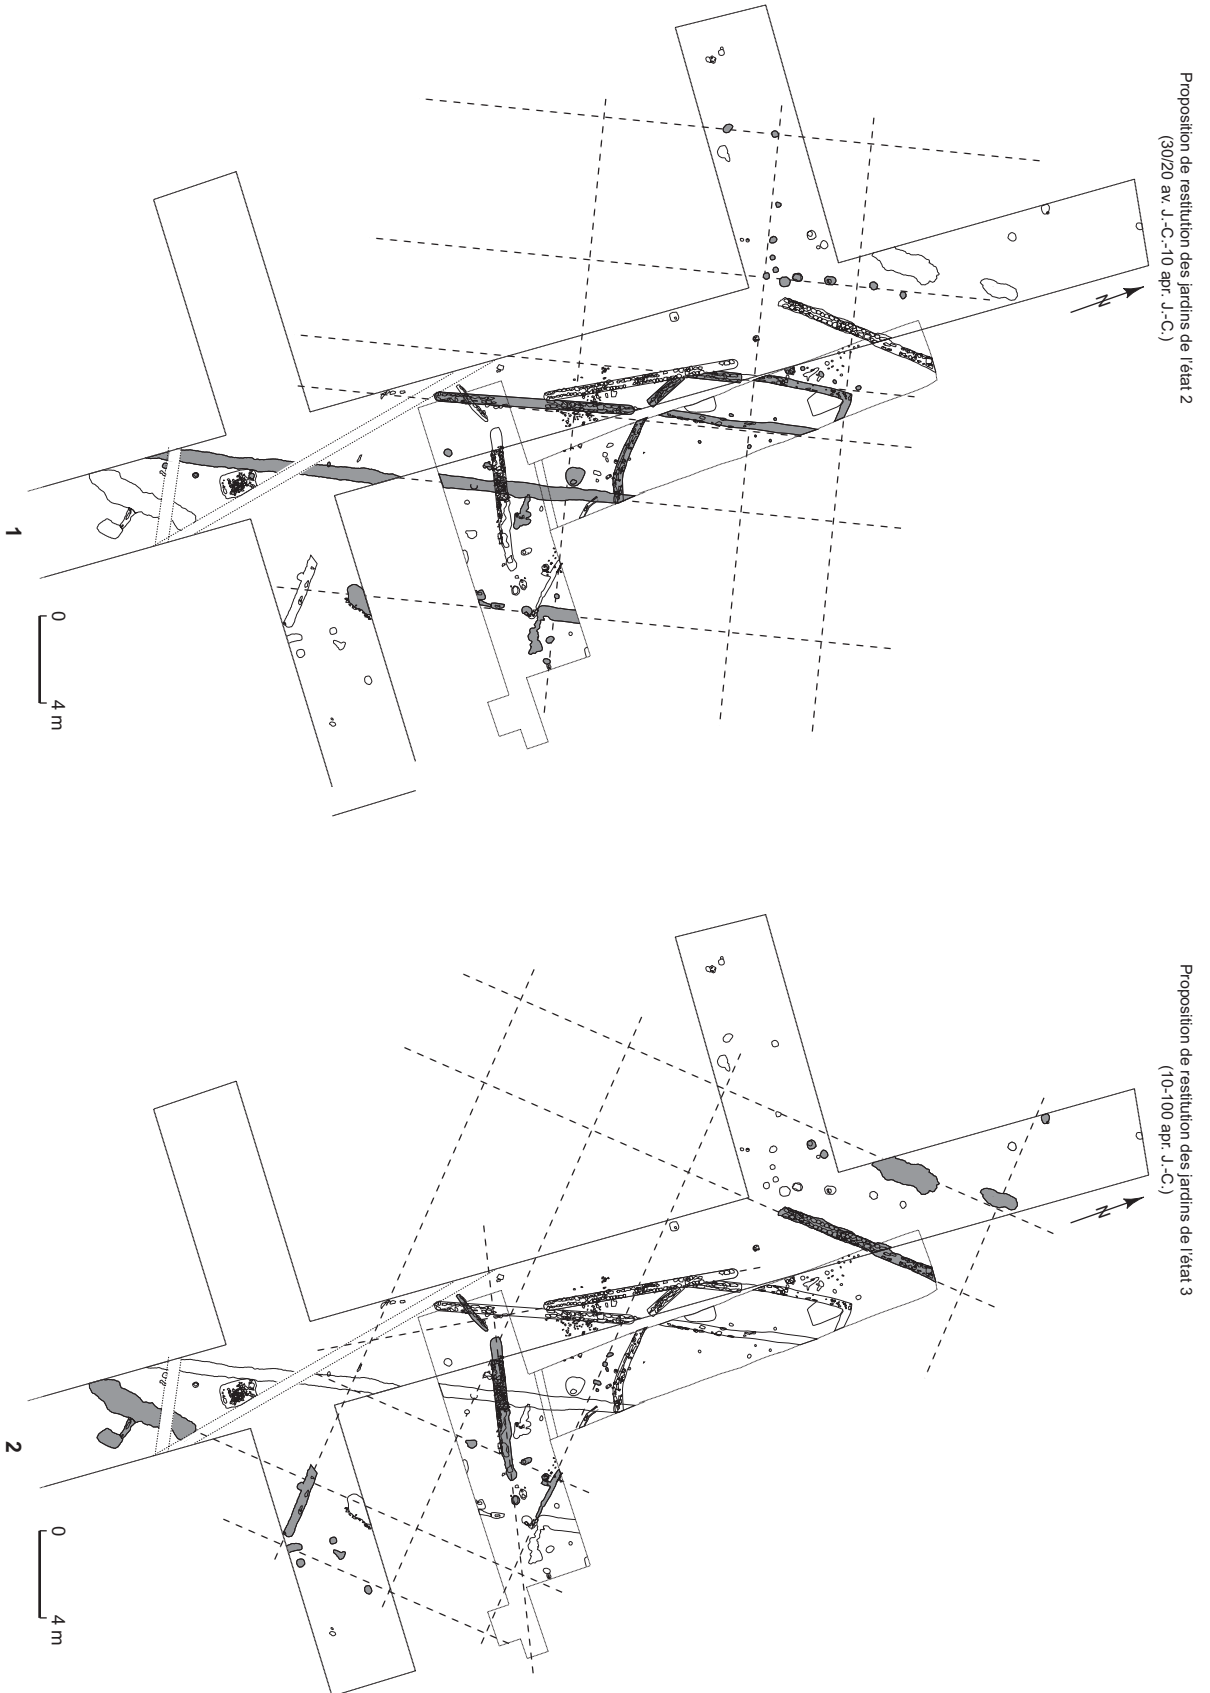 Proposition de restitution des jardins de l'état 2
(30/20 av. J.-C.-10 apr. J.-C.)
N
0 4 m
1
Proposition de restitution des jardins de l'état 3
(10-100 apr. J.-C.)
N
0 4 m
2